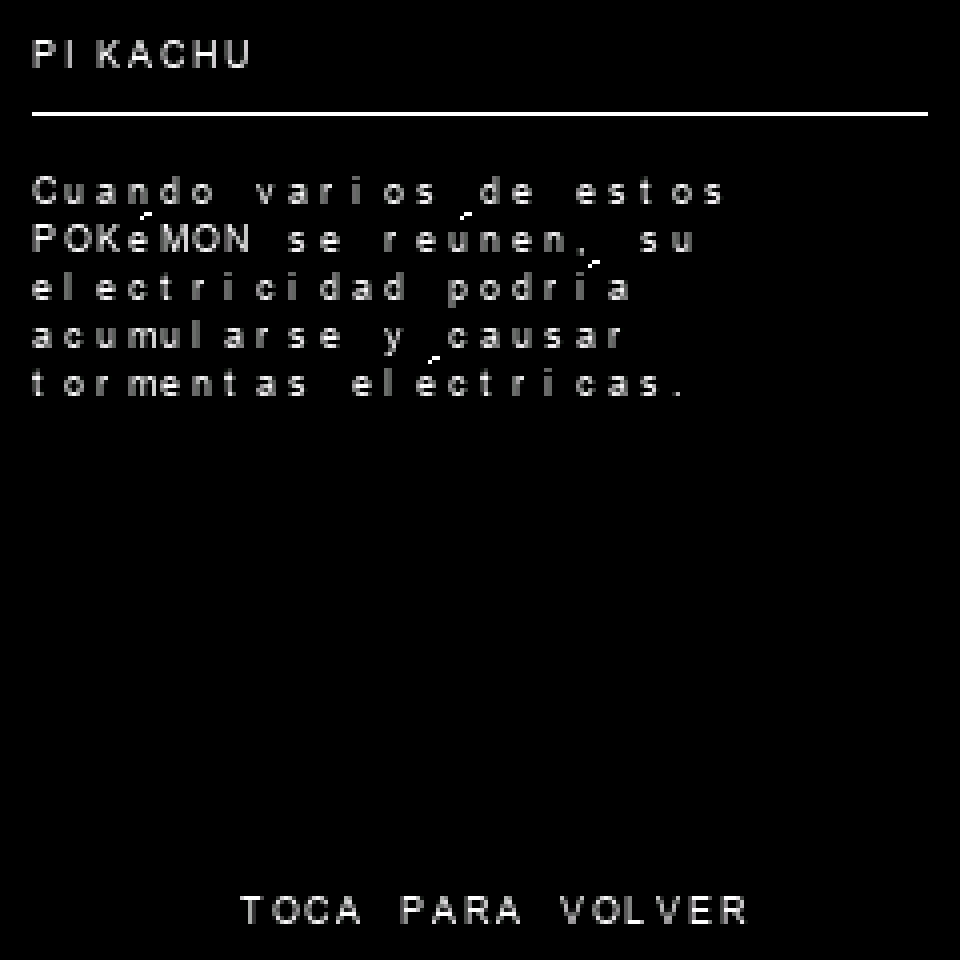 PIKACHU
Cuando varios de estos
POKéMON se reúnen, su
electricidad podría
acumularse y causar
tormentas eléctricas.
TOCA PARA VOLVER